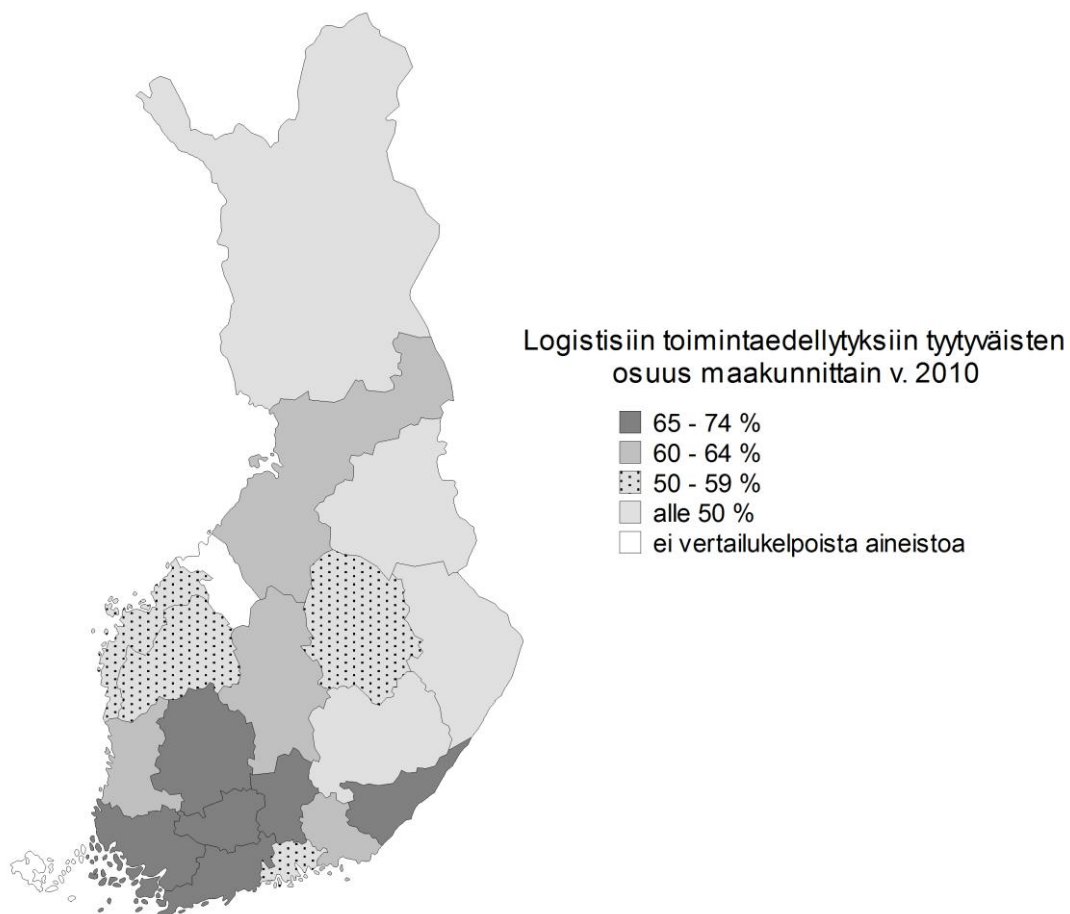 Logistisiin toimintaedellytyksiin tyytyväisten
osuus maakunnittain v. 2010
65 - 74 %
60 - 64 %
50 - 59 %
alle 50 %
ei vertailukelpoista aineistoa